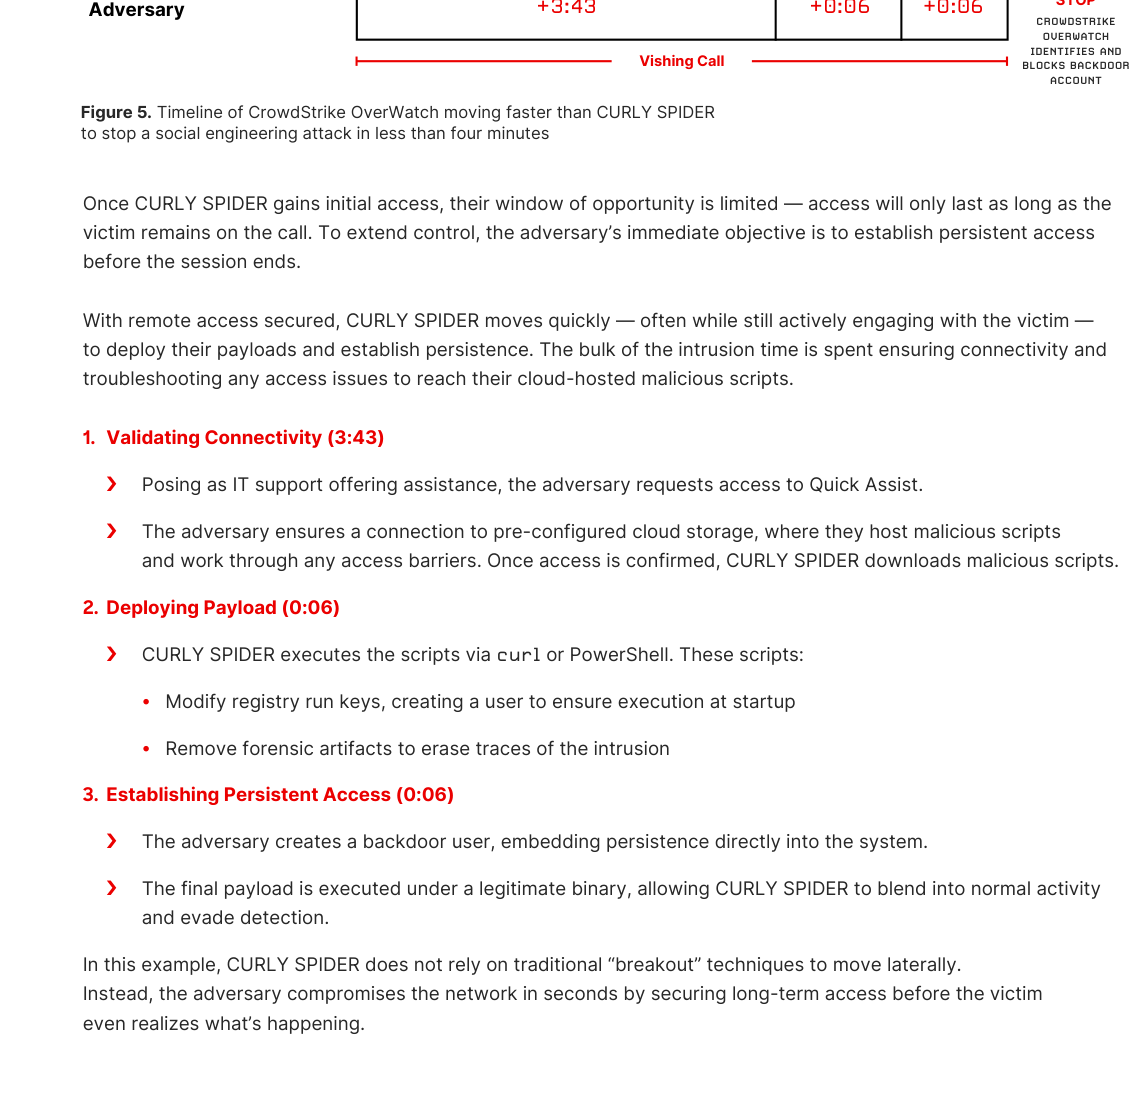 Adversary
+3:43
+0:06
+0:06
STOP
CROWDSTRIKE
OVERWATCH
IDENTIFIES AND
BLOCKS BACKDOOR
ACCOUNT
Vishing Call
Figure 5. Timeline of CrowdStrike OverWatch moving faster than CURLY SPIDER
to stop a social engineering attack in less than four minutes
Once CURLY SPIDER gains initial access, their window of opportunity is limited — access will only last as long as the
victim remains on the call. To extend control, the adversary’s immediate objective is to establish persistent access
before the session ends.
With remote access secured, CURLY SPIDER moves quickly — often while still actively engaging with the victim —
to deploy their payloads and establish persistence. The bulk of the intrusion time is spent ensuring connectivity and
troubleshooting any access issues to reach their cloud-hosted malicious scripts.
1. Validating Connectivity (3:43)
❯ Posing as IT support offering assistance, the adversary requests access to Quick Assist.
❯ The adversary ensures a connection to pre-configured cloud storage, where they host malicious scripts
and work through any access barriers. Once access is confirmed, CURLY SPIDER downloads malicious scripts.
2. Deploying Payload (0:06)
❯ CURLY SPIDER executes the scripts via curl or PowerShell. These scripts:
• Modify registry run keys, creating a user to ensure execution at startup
• Remove forensic artifacts to erase traces of the intrusion
3. Establishing Persistent Access (0:06)
❯ The adversary creates a backdoor user, embedding persistence directly into the system.
❯ The final payload is executed under a legitimate binary, allowing CURLY SPIDER to blend into normal activity
and evade detection.
In this example, CURLY SPIDER does not rely on traditional “breakout” techniques to move laterally.
Instead, the adversary compromises the network in seconds by securing long-term access before the victim
even realizes what’s happening.